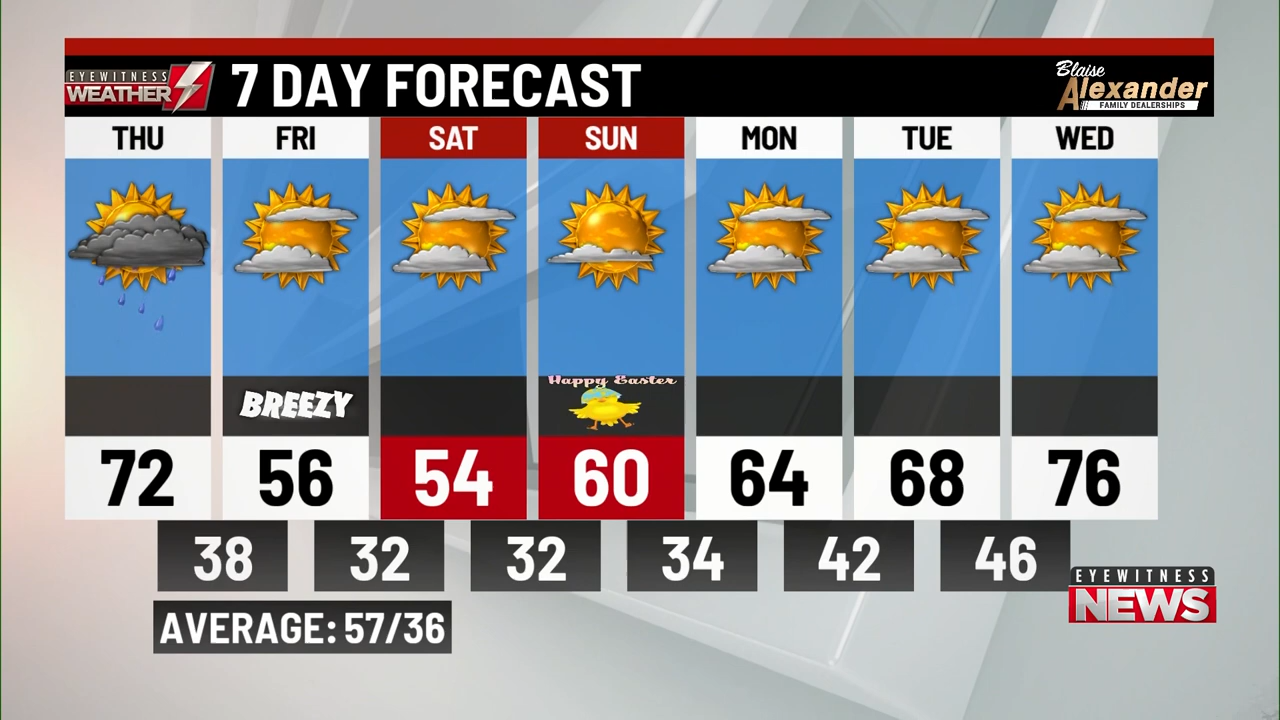 EYEWITNESS
WEATHER
7 DAY FORECAST
Blaise
Alexander
FAMILY DEALERSHIPS
THU FRI SAT SUN MON TUE WED
BREEZY
Happy Easter
72 56 54 60 64 68 76
38 32 32 34 42 46
EYEWITNESS
NEWS
AVERAGE: 57/36